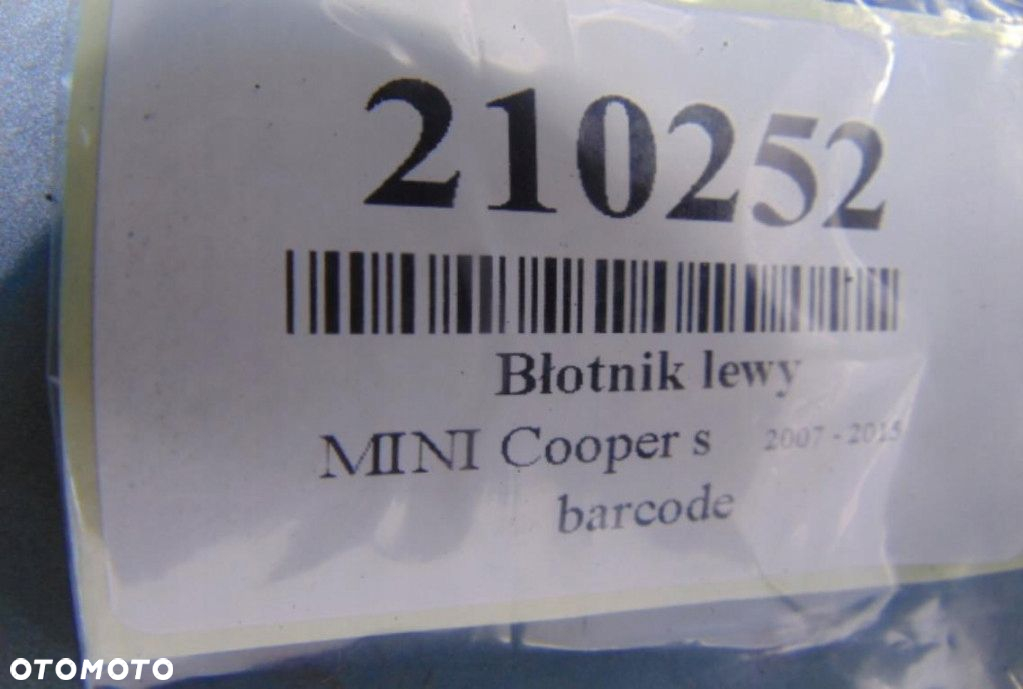 210252
Błotnik lewy
MINI Cooper s 2007 - 2015
barcode
OTOMOTO